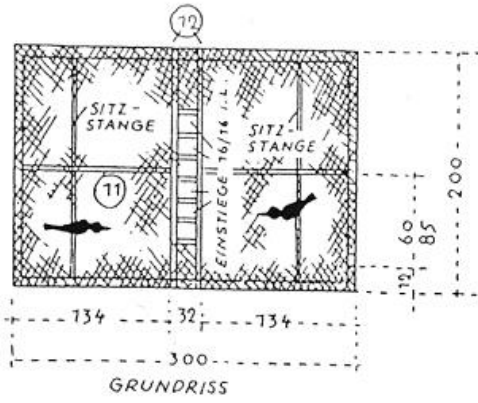 12
SITZ-
STANGE
SITZ-
STANGE
11
EINSTIEGE 16/16 i.L.
200
60
85
12
134
32
134
300
GRUNDRISS